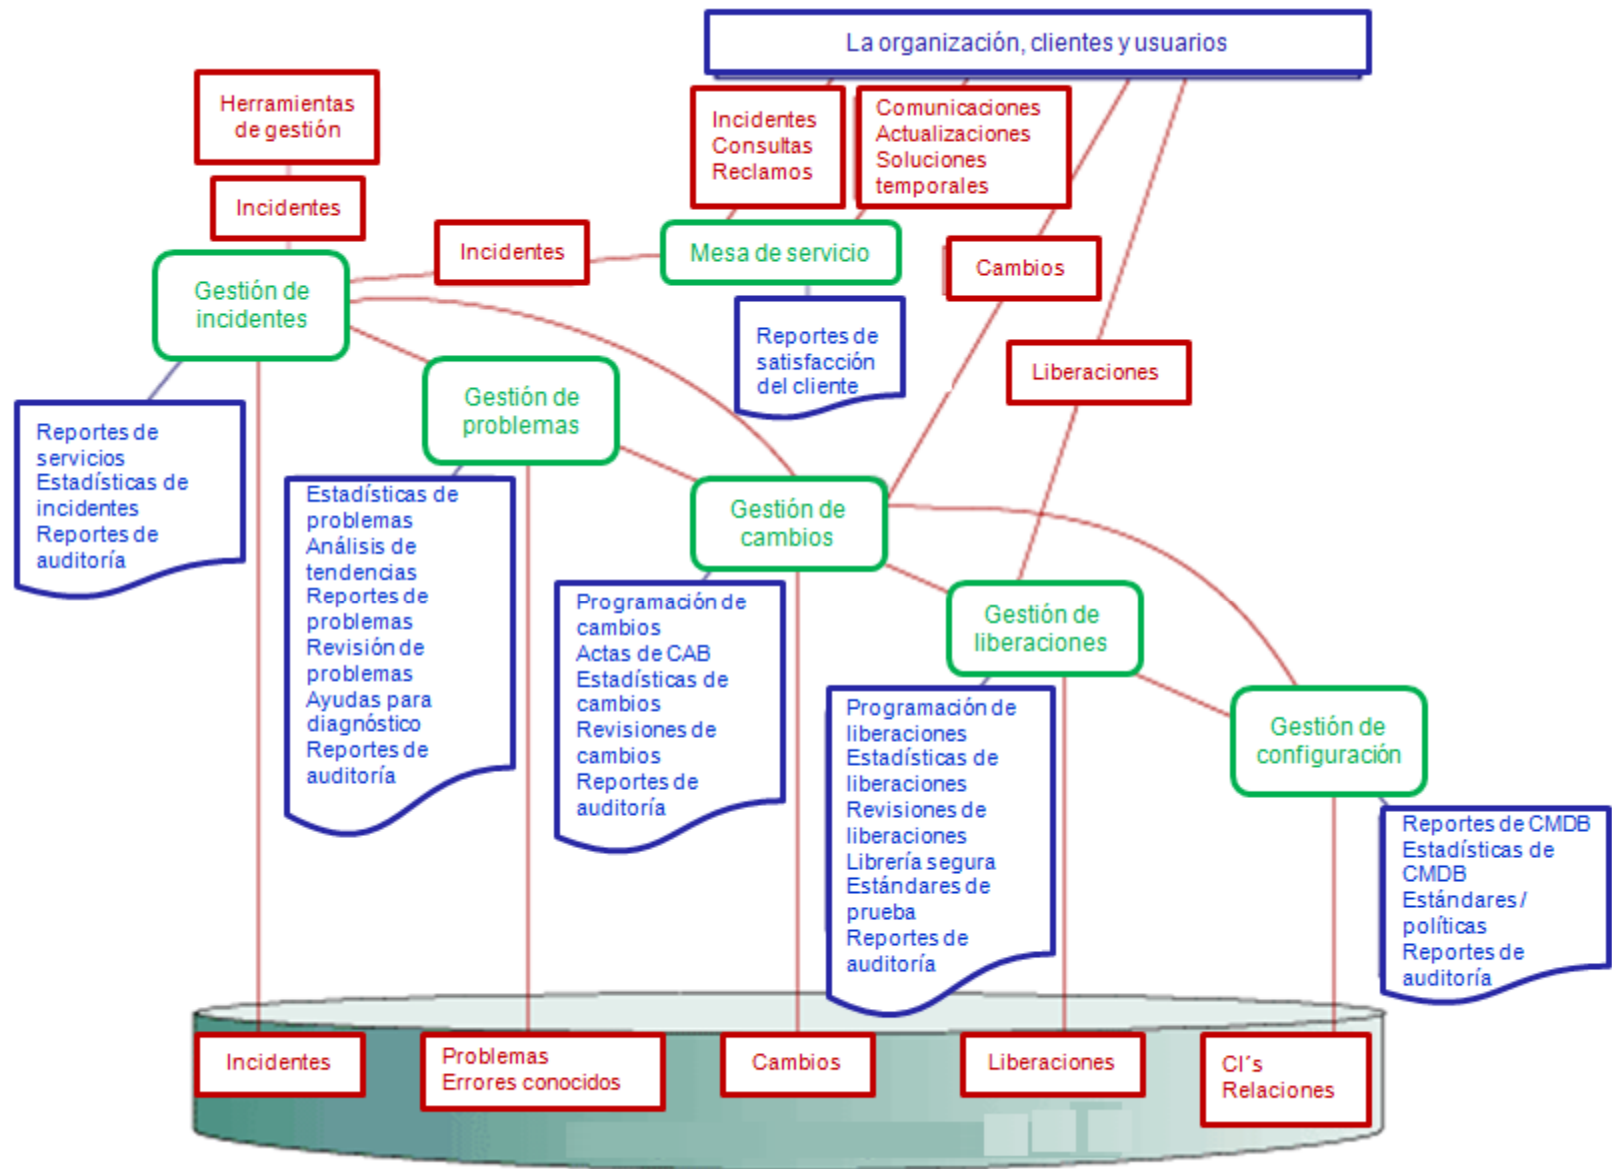 La organización, clientes y usuarios
Herramientas
de gestión
Incidentes
Consultas
Reclamos
Comunicaciones
Actualizaciones
Soluciones
temporales
Incidentes
Incidentes
Mesa de servicio
Cambios
Gestión de
incidentes
Reportes de
satisfacción
del cliente
Liberaciones
Gestión de
problemas
Reportes de
servicios
Estadísticas de
incidentes
Reportes de
auditoría
Estadísticas de
problemas
Análisis de
tendencias
Reportes de
problemas
Revisión de
problemas
Ayudas para
diagnóstico
Reportes de
auditoría
Gestión de
cambios
Programación de
cambios
Actas de CAB
Estadísticas de
cambios
Revisiones de
cambios
Reportes de
auditoría
Gestión de
liberaciones
Programación de
liberaciones
Estadísticas de
liberaciones
Revisiones de
liberaciones
Librería segura
Estándares de
prueba
Reportes de
auditoría
Gestión de
configuración
Reportes de CMDB
Estadísticas de
CMDB
Estándares /
políticas
Reportes de
auditoría
Incidentes
Problemas
Errores conocidos
Cambios
Liberaciones
CI´s
Relaciones